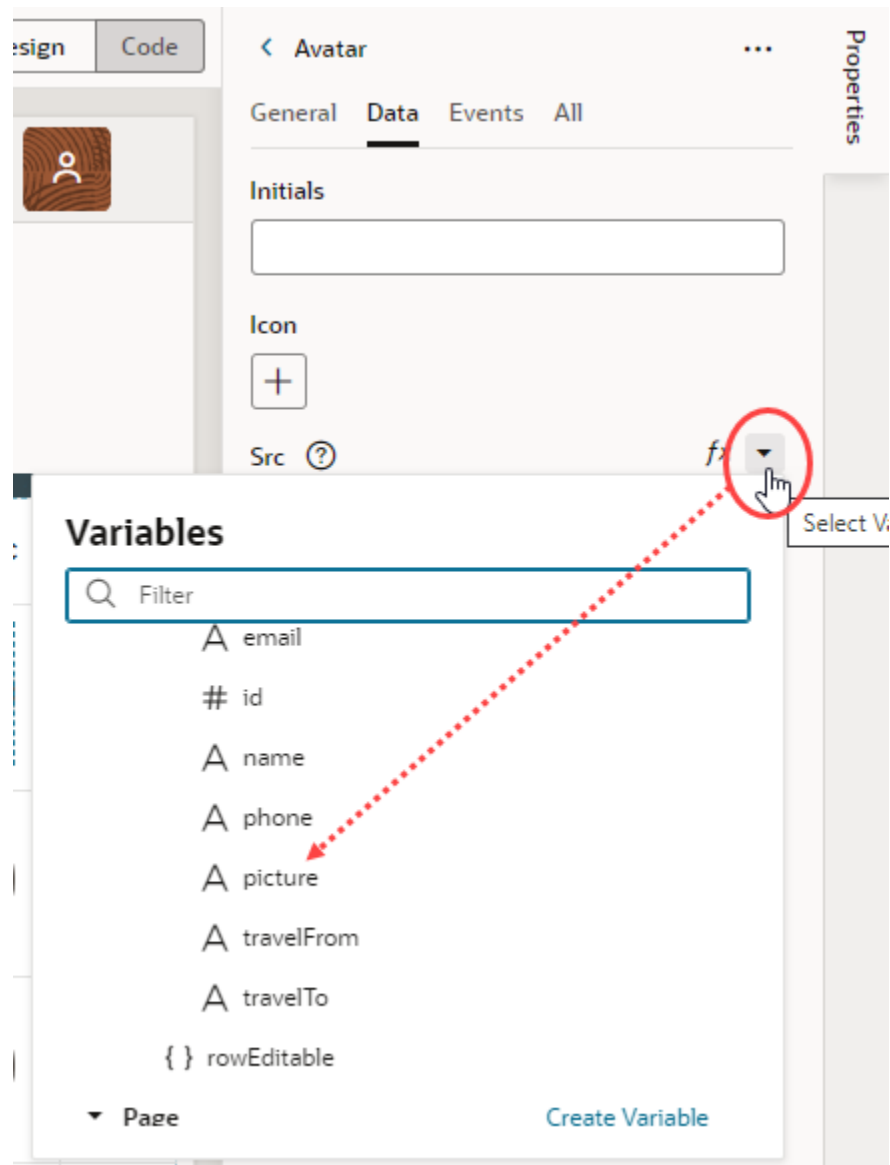 esign Code
Avatar
Properties
General Data Events All
Initials
Icon
Src
Select Va
Variables
Filter
A email
# id
A name
A phone
A picture
A travelFrom
A travelTo
{ } rowEditable
Page Create Variable